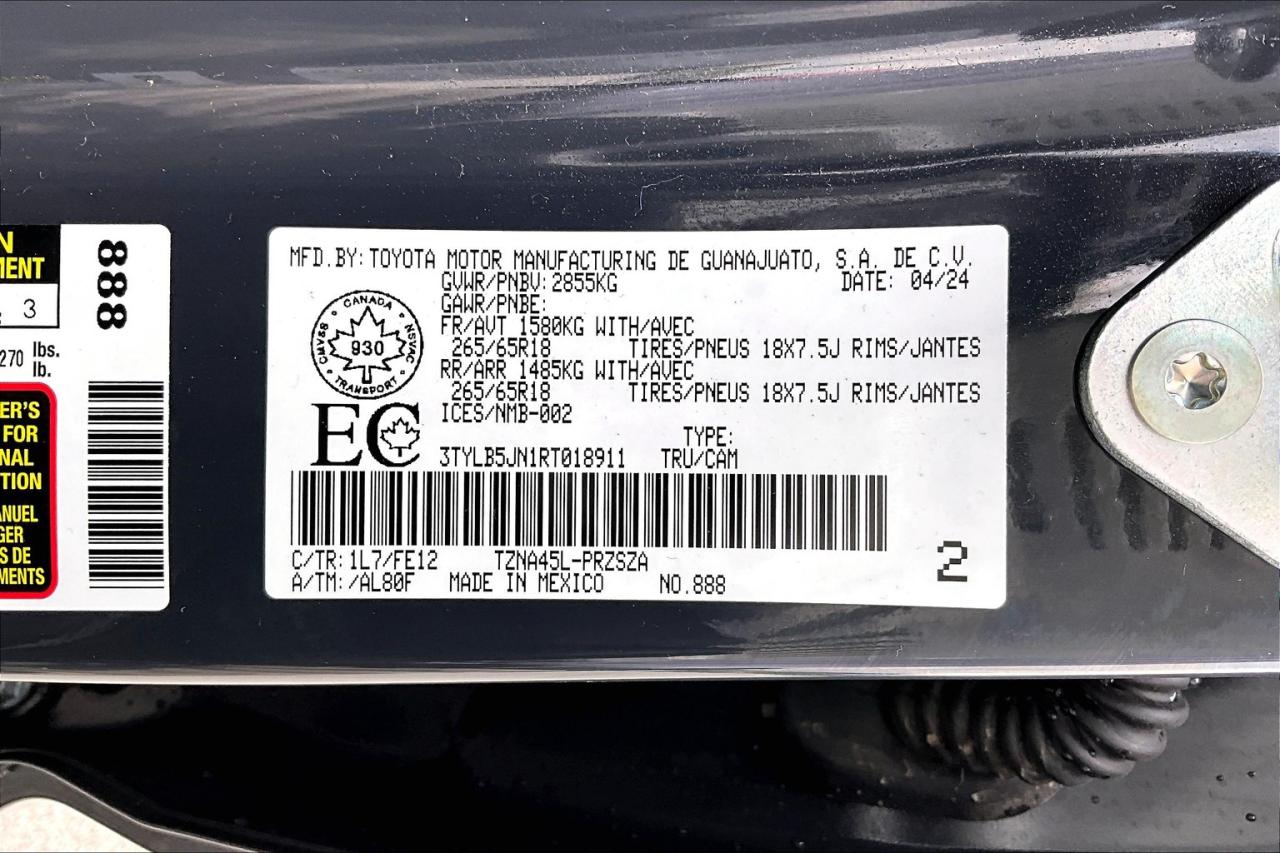 N
MENT
3
270 lbs.
lb.
ER'S
FOR
NAL
TION
ANUEL
GER
S DE
MENTS
888
MFD.BY:TOYOTA MOTOR MANUFACTURING DE GUANAJUATO, S.A. DE C.V.
GVWR/PNBV:2855KG DATE: 04/24
GAWR/PNBE:
FR/AVT 1580KG WITH/AVEC
265/65R18 TIRES/PNEUS 18X7.5J RIMS/JANTES
RR/ARR 1485KG WITH/AVEC
265/65R18 TIRES/PNEUS 18X7.5J RIMS/JANTES
ICES/NMB-002
CANADA
CMVSS 930 NSVAC
TRANSPORT
EC
TYPE:
3TYLB5JN1RT018911 TRU/CAM
C/TR:1L7/FE12 TZNA45L-PRZSZA
A/TM:/AL80F MADE IN MEXICO NO.888
2